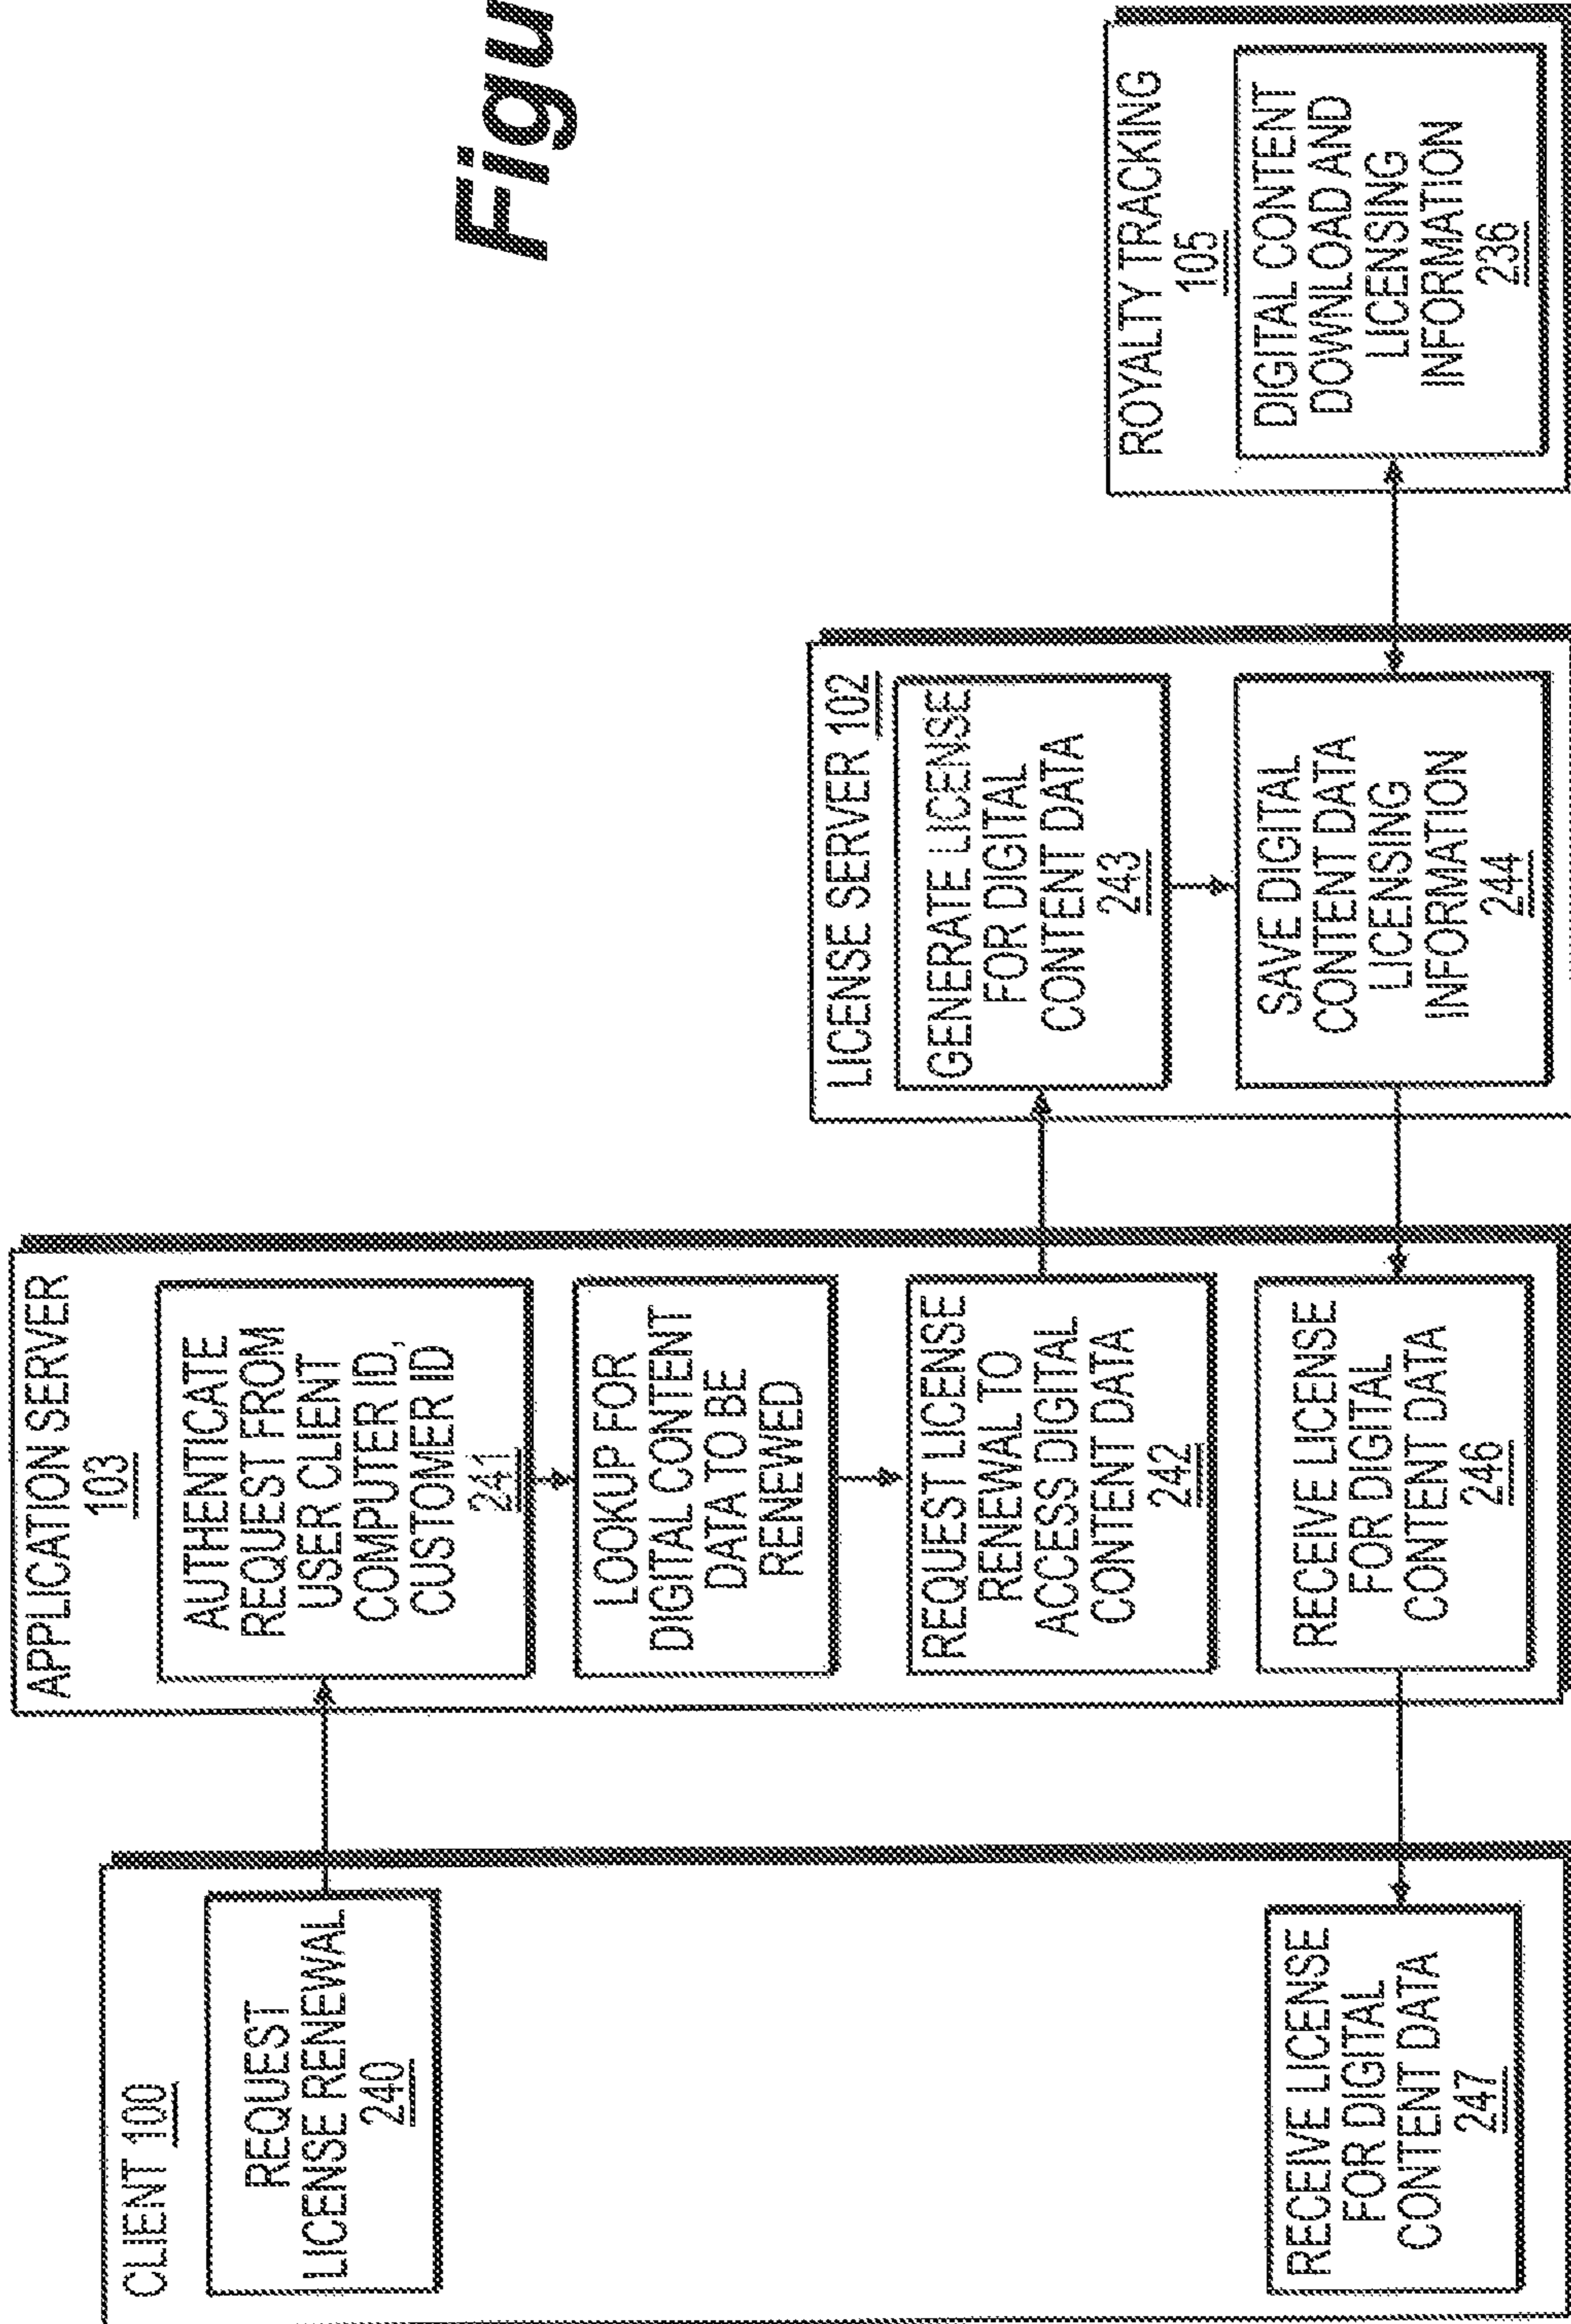 CLIENT 100
REQUEST
LICENSE RENEWAL
240
RECEIVE LICENSE
FOR DIGITAL
CONTENT DATA
247
APPLICATION SERVER
103
AUTHENTICATE
REQUEST FROM
USER CLIENT
COMPUTER ID,
CUSTOMER ID
241
LOOKUP FOR
DIGITAL CONTENT
DATA TO BE
RENEWED
REQUEST LICENSE
RENEWAL TO
ACCESS DIGITAL
CONTENT DATA
242
RECEIVE LICENSE
FOR DIGITAL
CONTENT DATA
246
LICENSE SERVER 102
GENERATE LICENSE
FOR DIGITAL
CONTENT DATA
243
SAVE DIGITAL
CONTENT DATA
LICENSING
INFORMATION
244
ROYALTY TRACKING
105
DIGITAL CONTENT
DOWNLOAD AND
LICENSING
INFORMATION
236
Figu